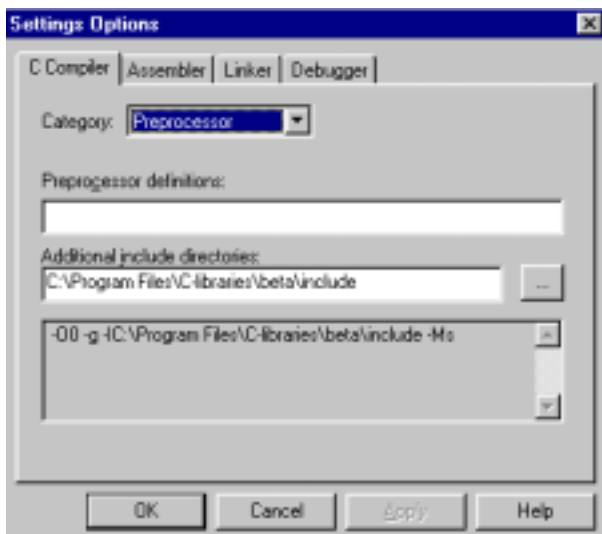 Settings Options
C Compiler Assembler Linker Debugger
Category: Preprocessor
Preprocessor definitions:
Additional include directories:
C:\Program Files\C-libraries\beta\include
...
-O0 -g -IC:\Program Files\C-libraries\beta\include -Ms
OK Cancel Apply Help